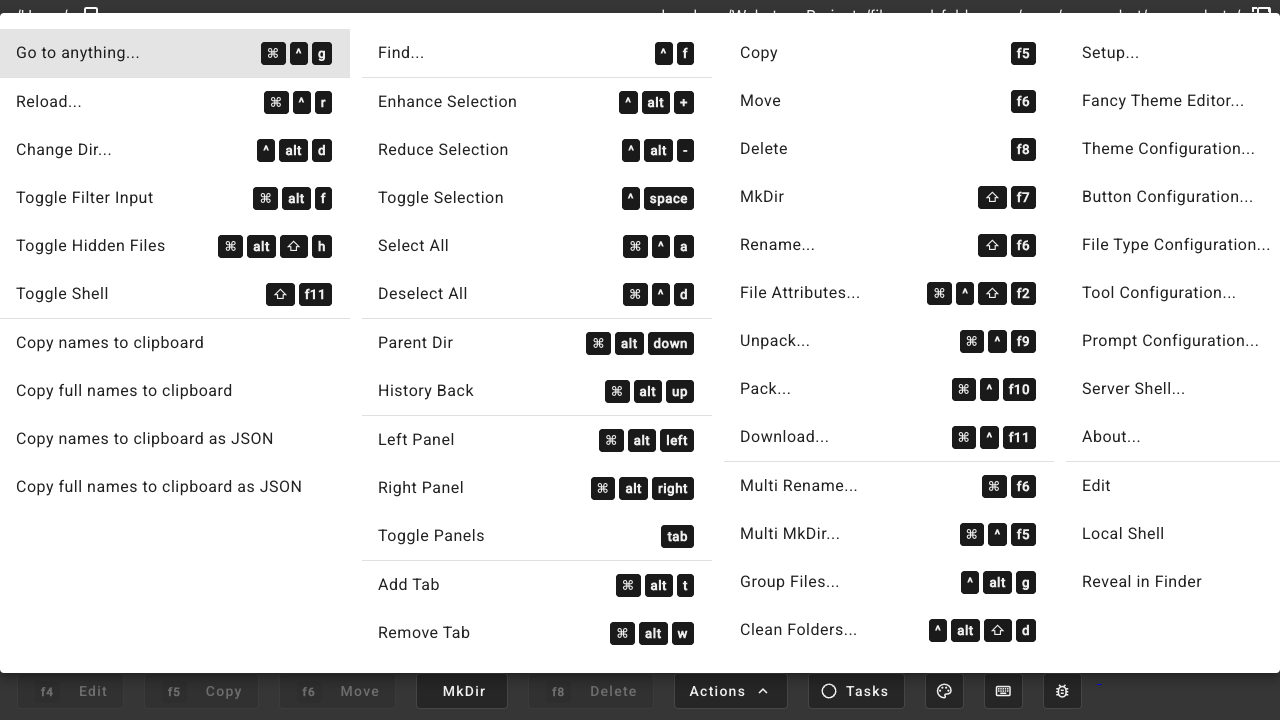 Go to anything... ⌘ ^ g
Reload... ⌘ ^ r
Change Dir... ^ alt d
Toggle Filter Input ⌘ alt f
Toggle Hidden Files ⌘ alt ⇧ h
Toggle Shell ⇧ f11
Copy names to clipboard
Copy full names to clipboard
Copy names to clipboard as JSON
Copy full names to clipboard as JSON
Find... ^ f
Enhance Selection ^ alt +
Reduce Selection ^ alt -
Toggle Selection ^ space
Select All ⌘ ^ a
Deselect All ⌘ ^ d
Parent Dir ⌘ alt down
History Back ⌘ alt up
Left Panel ⌘ alt left
Right Panel ⌘ alt right
Toggle Panels tab
Add Tab ⌘ alt t
Remove Tab ⌘ alt w
Copy f5
Move f6
Delete f8
MkDir ⇧ f7
Rename... ⇧ f6
File Attributes... ⌘ ^ ⇧ f2
Unpack... ⌘ ^ f9
Pack... ⌘ ^ f10
Download... ⌘ ^ f11
Multi Rename... ⌘ f6
Multi MkDir... ⌘ ^ f5
Group Files... ^ alt g
Clean Folders... ^ alt ⇧ d
Setup...
Fancy Theme Editor...
Theme Configuration...
Button Configuration...
File Type Configuration...
Tool Configuration...
Prompt Configuration...
Server Shell...
About...
Edit
Local Shell
Reveal in Finder
f4 Edit f5 Copy f6 Move MkDir f8 Delete Actions Tasks